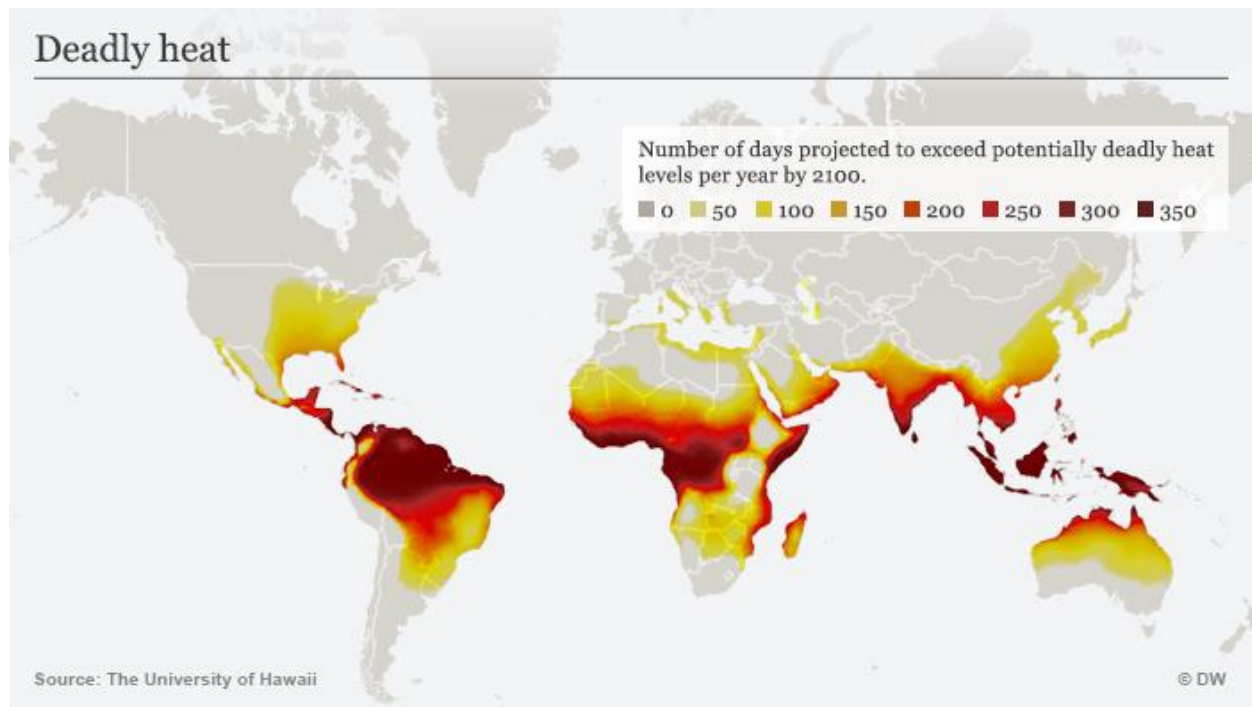 Deadly heat
Number of days projected to exceed potentially deadly heat
levels per year by 2100.
0 50 100 150 200 250 300 350
Source: The University of Hawaii
© DW